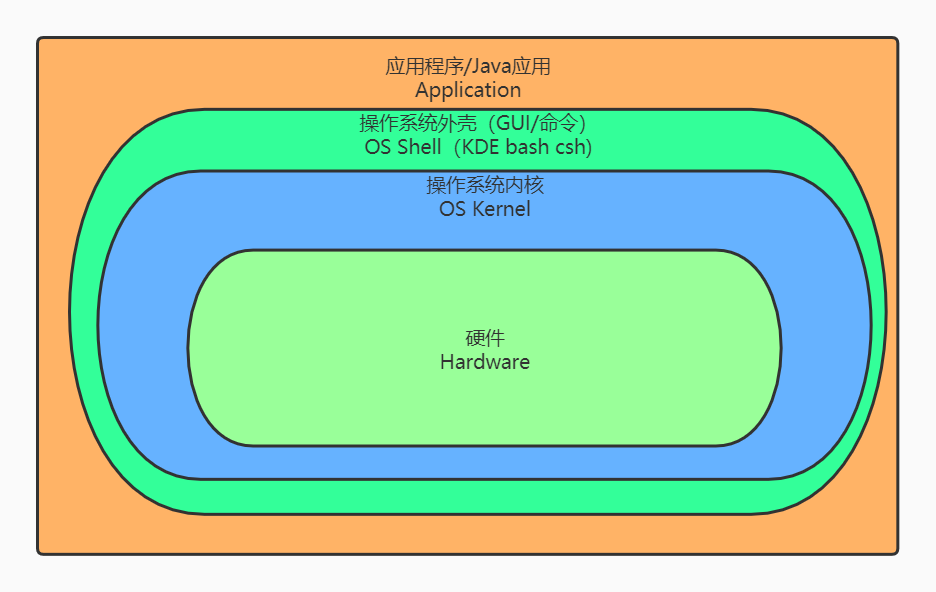 应用程序/Java应用
Application
操作系统外壳（GUI/命令）
OS Shell（KDE bash csh)
操作系统内核
OS Kernel
硬件
Hardware